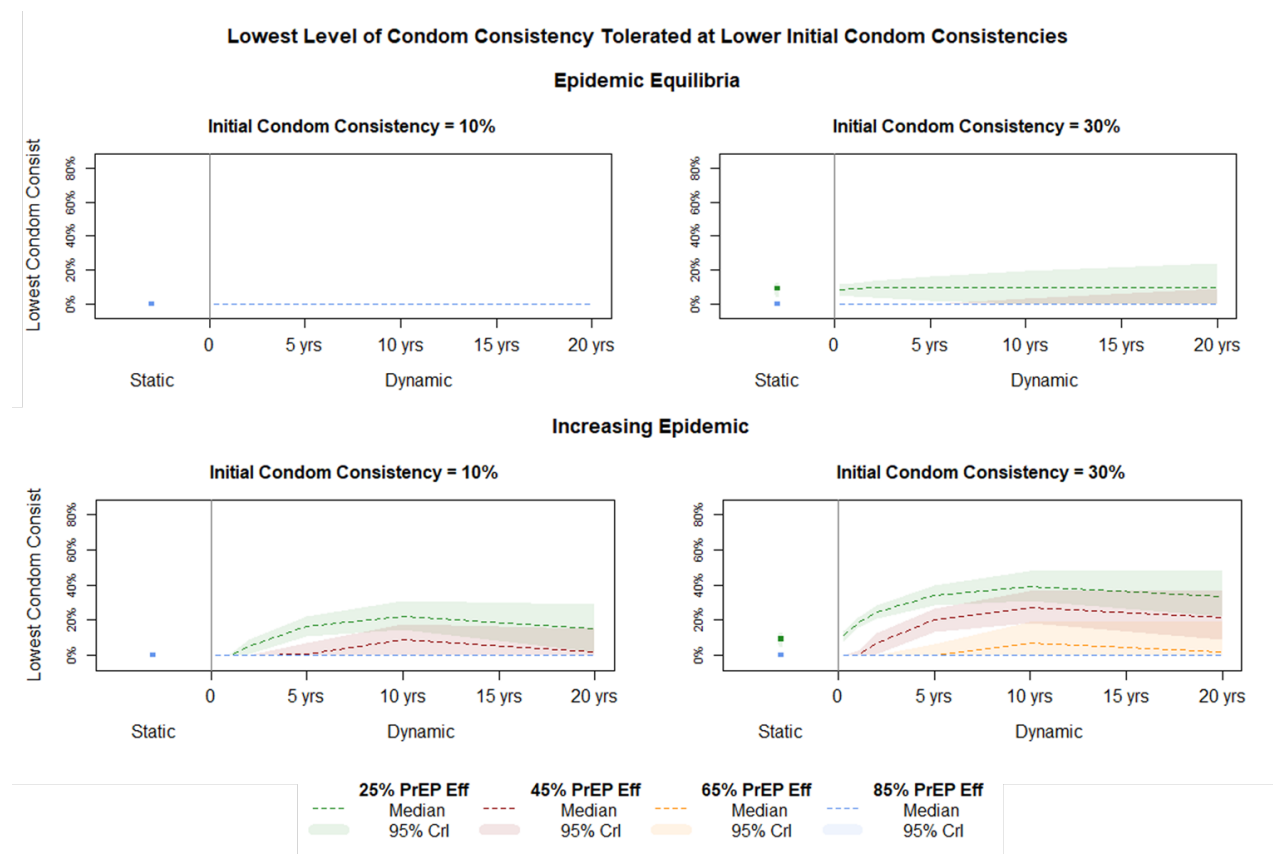 Lowest Level of Condom Consistency Tolerated at Lower Initial Condom Consistencies
Epidemic Equilibria
Initial Condom Consistency = 10%
Initial Condom Consistency = 30%
Lowest Condom Consist
80%
60%
40%
20%
0%
80%
60%
40%
20%
0%
0 5 yrs 10 yrs 15 yrs 20 yrs
0 5 yrs 10 yrs 15 yrs 20 yrs
Static Dynamic
Static Dynamic
Increasing Epidemic
Initial Condom Consistency = 10%
Initial Condom Consistency = 30%
Lowest Condom Consist
80%
60%
40%
20%
0%
80%
60%
40%
20%
0%
0 5 yrs 10 yrs 15 yrs 20 yrs
0 5 yrs 10 yrs 15 yrs 20 yrs
Static Dynamic
Static Dynamic
25% PrEP Eff 45% PrEP Eff 65% PrEP Eff 85% PrEP Eff
Median Median Median Median
95% CrI 95% CrI 95% CrI 95% CrI